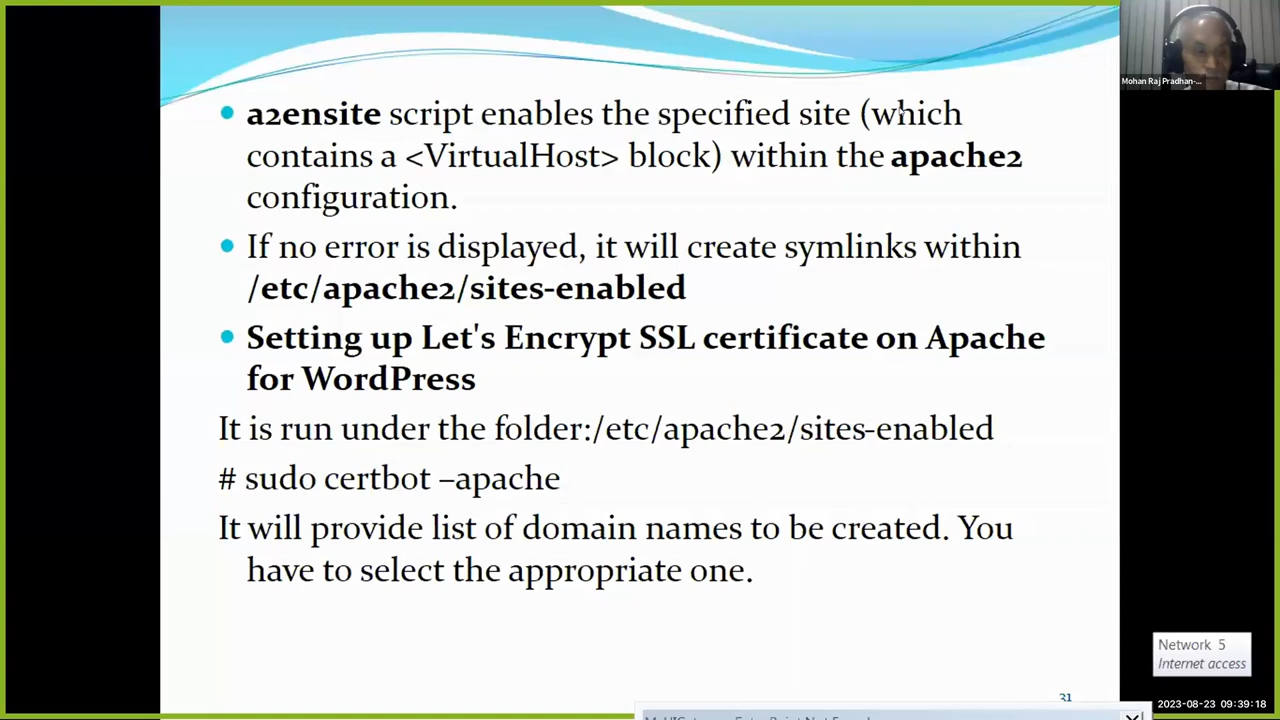 Mohan Raj Pradhan-...
• a2ensite script enables the specified site (which
contains a <VirtualHost> block) within the apache2
configuration.
• If no error is displayed, it will create symlinks within
/etc/apache2/sites-enabled
• Setting up Let's Encrypt SSL certificate on Apache
for WordPress
It is run under the folder:/etc/apache2/sites-enabled
# sudo certbot –apache
It will provide list of domain names to be created. You
have to select the appropriate one.
Network 5
Internet access
31
2023-08-23 09:39:18